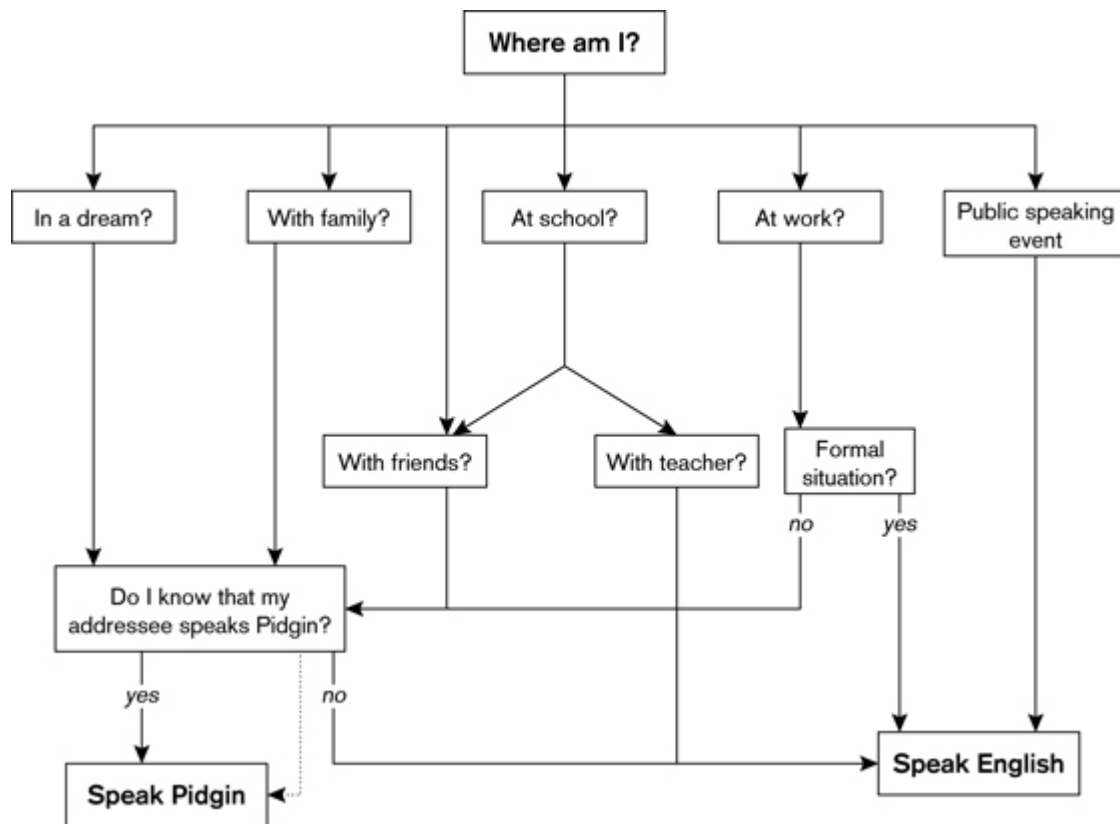 Where am I?
In a dream?
With family?
At school?
At work?
Public speaking
event
With friends?
With teacher?
Formal
situation?
no
yes
Do I know that my
addressee speaks Pidgin?
yes
no
Speak Pidgin
Speak English